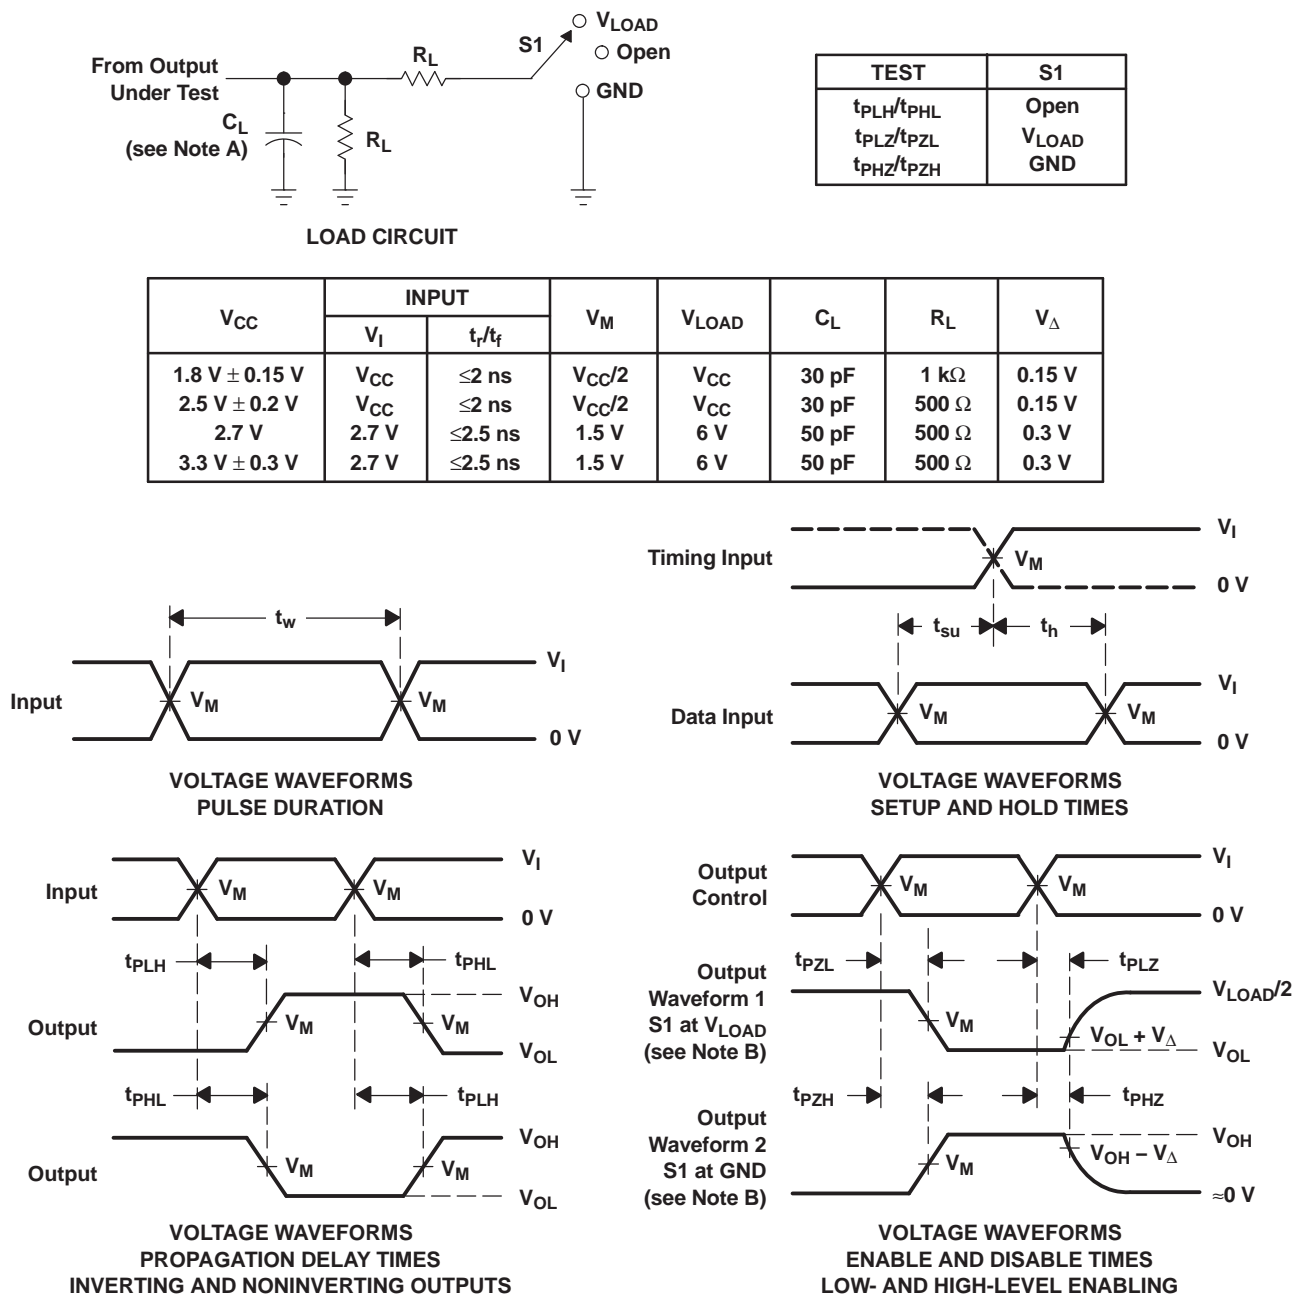 From Output
Under Test
C_L
(see Note A)
R_L
R_L
S1
V_LOAD
Open
GND
LOAD CIRCUIT
TEST S1
t_PLH/t_PHL Open
t_PLZ/t_PZL V_LOAD
t_PHZ/t_PZH GND
V_CC INPUT V_M V_LOAD C_L R_L V_Δ
V_I t_r/t_f
1.8 V ± 0.15 V V_CC ≤2 ns V_CC/2 V_CC 30 pF 1 kΩ 0.15 V
2.5 V ± 0.2 V V_CC ≤2 ns V_CC/2 V_CC 30 pF 500 Ω 0.15 V
2.7 V 2.7 V ≤2.5 ns 1.5 V 6 V 50 pF 500 Ω 0.3 V
3.3 V ± 0.3 V 2.7 V ≤2.5 ns 1.5 V 6 V 50 pF 500 Ω 0.3 V
t_w
Input
V_M
V_M
V_I
0 V
VOLTAGE WAVEFORMS
PULSE DURATION
Timing Input
V_M
V_I
0 V
t_su
t_h
Data Input
V_M
V_M
V_I
0 V
VOLTAGE WAVEFORMS
SETUP AND HOLD TIMES
Input
V_M
V_M
V_I
0 V
t_PLH
t_PHL
Output
V_M
V_M
V_OH
V_OL
t_PHL
t_PLH
Output
V_M
V_M
V_OH
V_OL
VOLTAGE WAVEFORMS
PROPAGATION DELAY TIMES
INVERTING AND NONINVERTING OUTPUTS
Output
Control
V_M
V_M
V_I
0 V
t_PZL
t_PLZ
Output
Waveform 1
S1 at V_LOAD
(see Note B)
V_M
V_LOAD/2
V_OL + V_Δ
V_OL
t_PZH
t_PHZ
Output
Waveform 2
S1 at GND
(see Note B)
V_M
V_OH
V_OH − V_Δ
≈0 V
VOLTAGE WAVEFORMS
ENABLE AND DISABLE TIMES
LOW- AND HIGH-LEVEL ENABLING